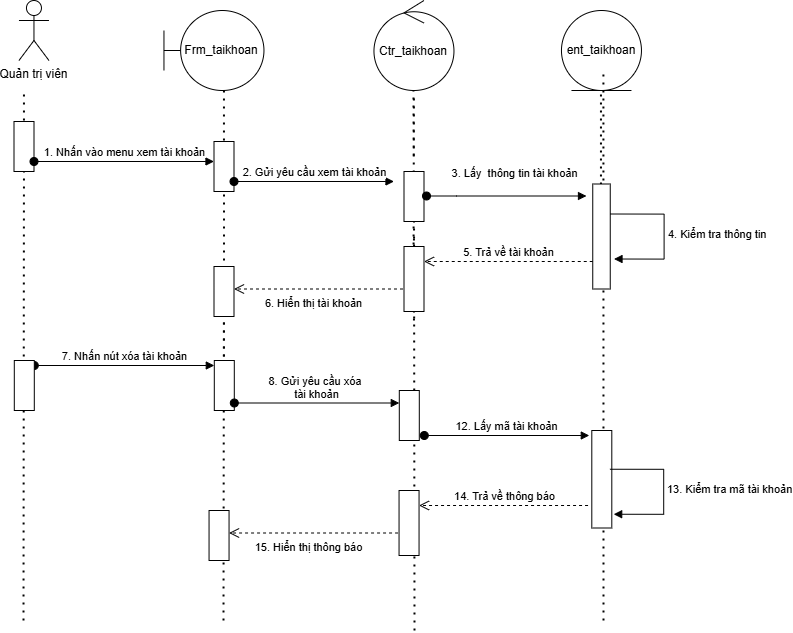 Quản trị viên
Frm_taikhoan
Ctr_taikhoan
ent_taikhoan
1. Nhấn vào menu xem tài khoản
2. Gửi yêu cầu xem tài khoản
3. Lấy thông tin tài khoản
4. Kiểm tra thông tin
5. Trả về tài khoản
6. Hiển thị tài khoản
7. Nhấn nút xóa tài khoản
8. Gửi yêu cầu xóa
tài khoản
12. Lấy mã tài khoản
13. Kiểm tra mã tài khoản
14. Trả về thông báo
15. Hiển thị thông báo